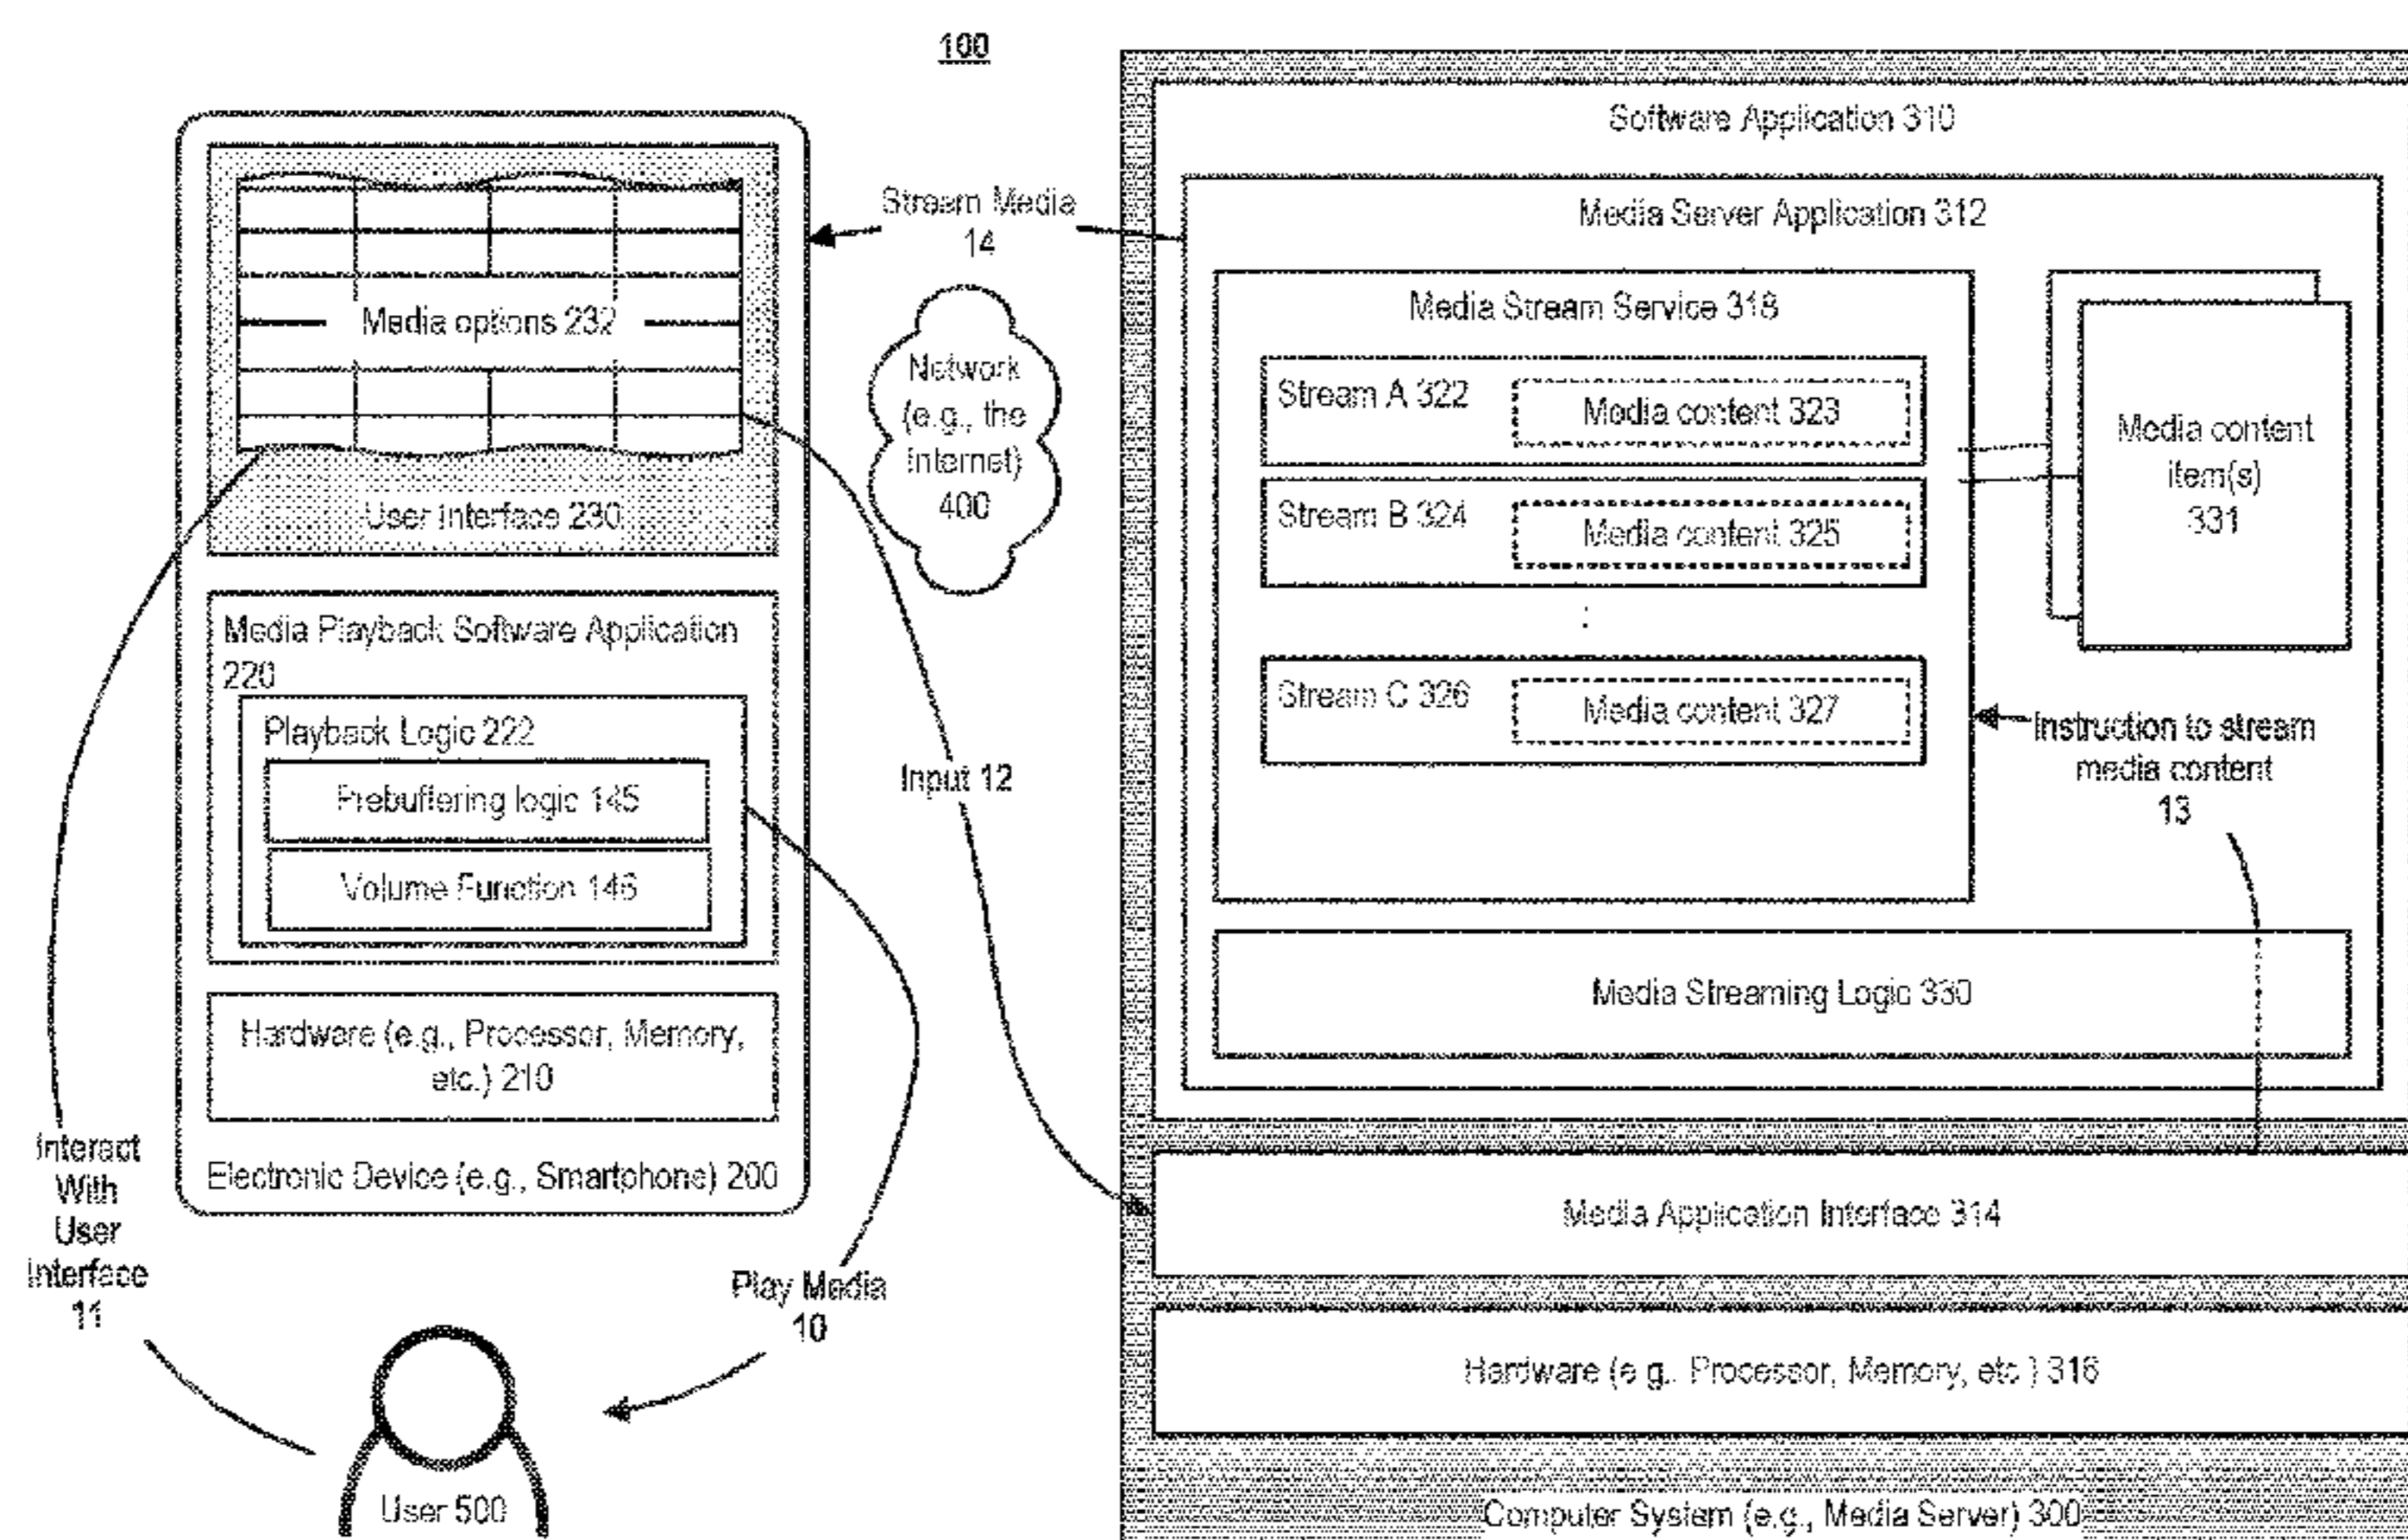 100
Media options 232
User Interface 230
Media Playback Software Application
220
Playback Logic 222
Prebuffering logic 145
Volume Function 146
Hardware (e.g., Processor, Memory,
etc.) 210
Electronic Device (e.g., Smartphone) 200
Interact
With
User
Interface
11
User 500
Play Media
10
Input 12
Stream Media
14
Network
(e.g., the
Internet)
400
Software Application 310
Media Server Application 312
Media Stream Service 318
Stream A 322
Media content 323
Stream B 324
Media content 325
:
Stream C 326
Media content 327
Media content
item(s)
331
Instruction to stream
media content
13
Media Streaming Logic 330
Media Application Interface 314
Hardware (e.g., Processor, Memory, etc.) 316
Computer System (e.g., Media Server) 300